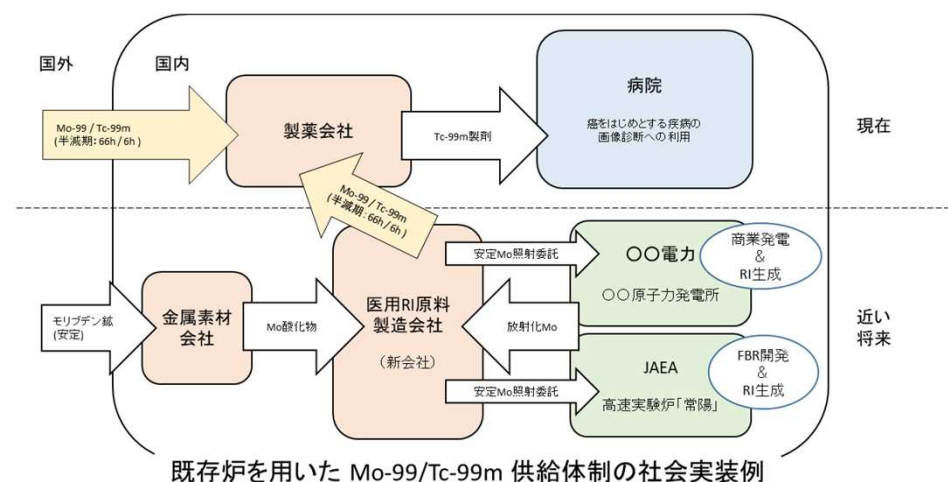 国外
国内
Mo-99 / Tc-99m
(半減期: 66h / 6h )
製薬会社
Tc-99m製剤
病院
癌をはじめとする疾病の
画像診断への利用
現在
Mo-99 / Tc-99m
(半減期: 66h / 6h)
モリブデン鉱
(安定)
金属素材
会社
Mo酸化物
医用RI原料
製造会社
（新会社）
安定Mo照射委託
放射化Mo
安定Mo照射委託
〇〇電力
〇〇原子力発電所
商業発電
&
RI生成
JAEA
高速実験炉「常陽」
FBR開発
&
RI生成
近い
将来
既存炉を用いた Mo-99/Tc-99m 供給体制の社会実装例